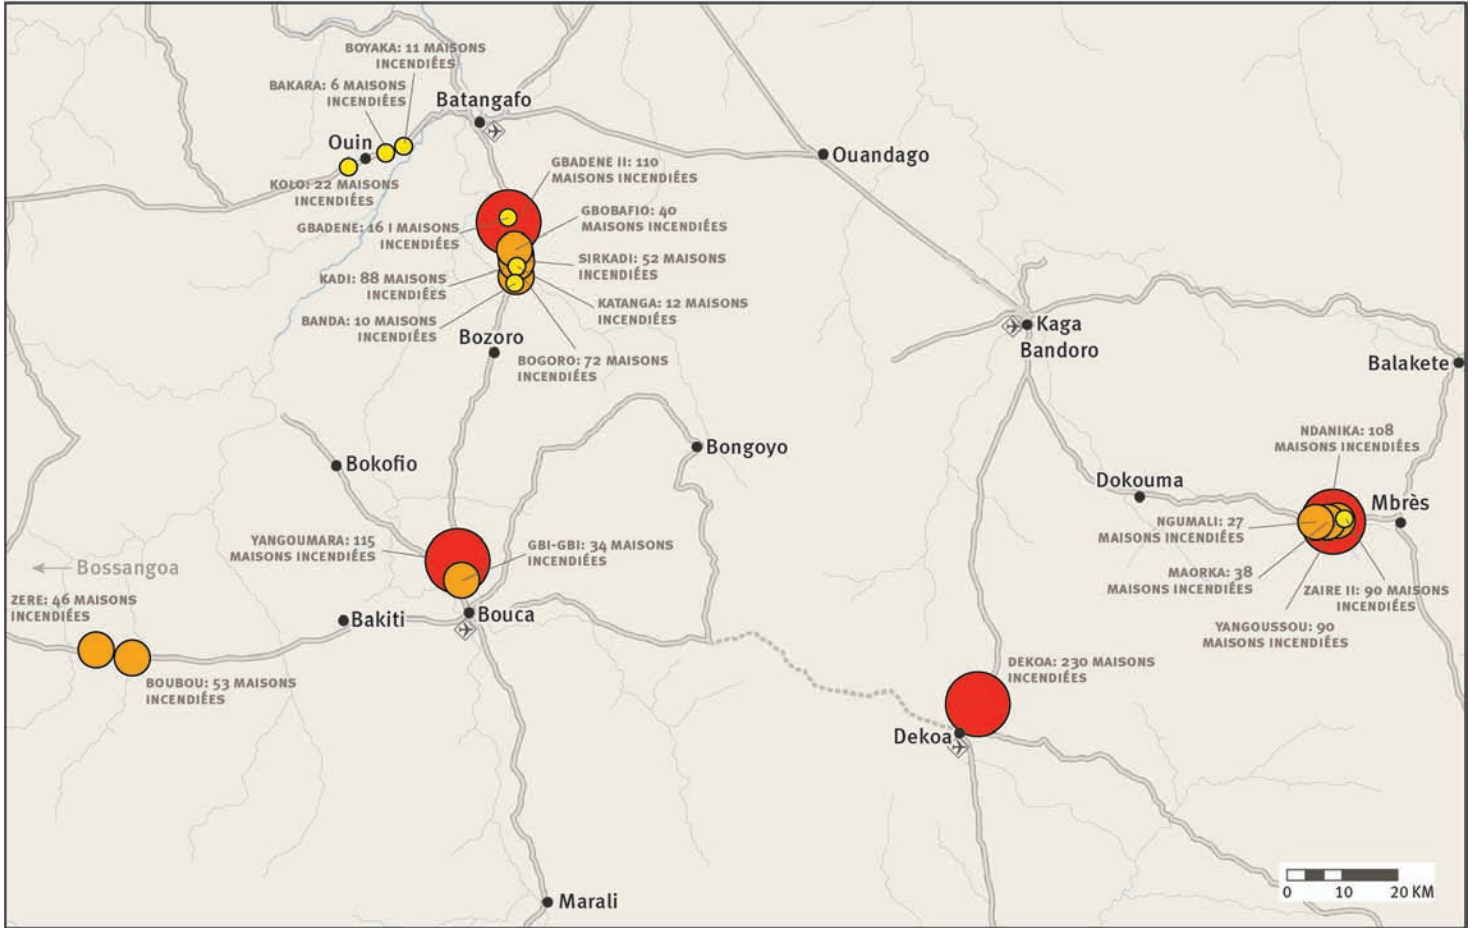 BOYAKA: 11 MAISONS
INCENDIÉES
BAKARA: 6 MAISONS
INCENDIÉES
Batangafo
Ouin
Ouandago
GBADENE II: 110
MAISONS INCENDIÉES
KOLO: 22 MAISONS
INCENDIÉES
GBOBAFIO: 40
MAISONS INCENDIÉES
GBADENE: 16 I MAISONS
INCENDIÉES
SIRKADI: 52 MAISONS
INCENDIÉES
KADI: 88 MAISONS
INCENDIÉES
KATANGA: 12 MAISONS
INCENDIÉES
BANDA: 10 MAISONS
INCENDIÉES
Bozoro
BOGORO: 72 MAISONS
INCENDIÉES
Kaga
Bandoro
Balakete
Bongoyo
Bokofio
NDANIKA: 108
MAISONS INCENDIÉES
Dokouma
Mbrès
NGUMALI: 27
MAISONS INCENDIÉES
YANGOUMARA: 115
MAISONS INCENDIÉES
GBI-GBI: 34 MAISONS
INCENDIÉES
Bossangoa
MAORKA: 38
MAISONS INCENDIÉES
ZAIRE II: 90 MAISONS
INCENDIÉES
ZERE: 46 MAISONS
INCENDIÉES
Bakiti
Bouca
YANGOUSSOU: 90
MAISONS INCENDIÉES
BOUBOU: 53 MAISONS
INCENDIÉES
DEKOA: 230 MAISONS
INCENDIÉES
Dekoa
Marali
0 10 20 KM